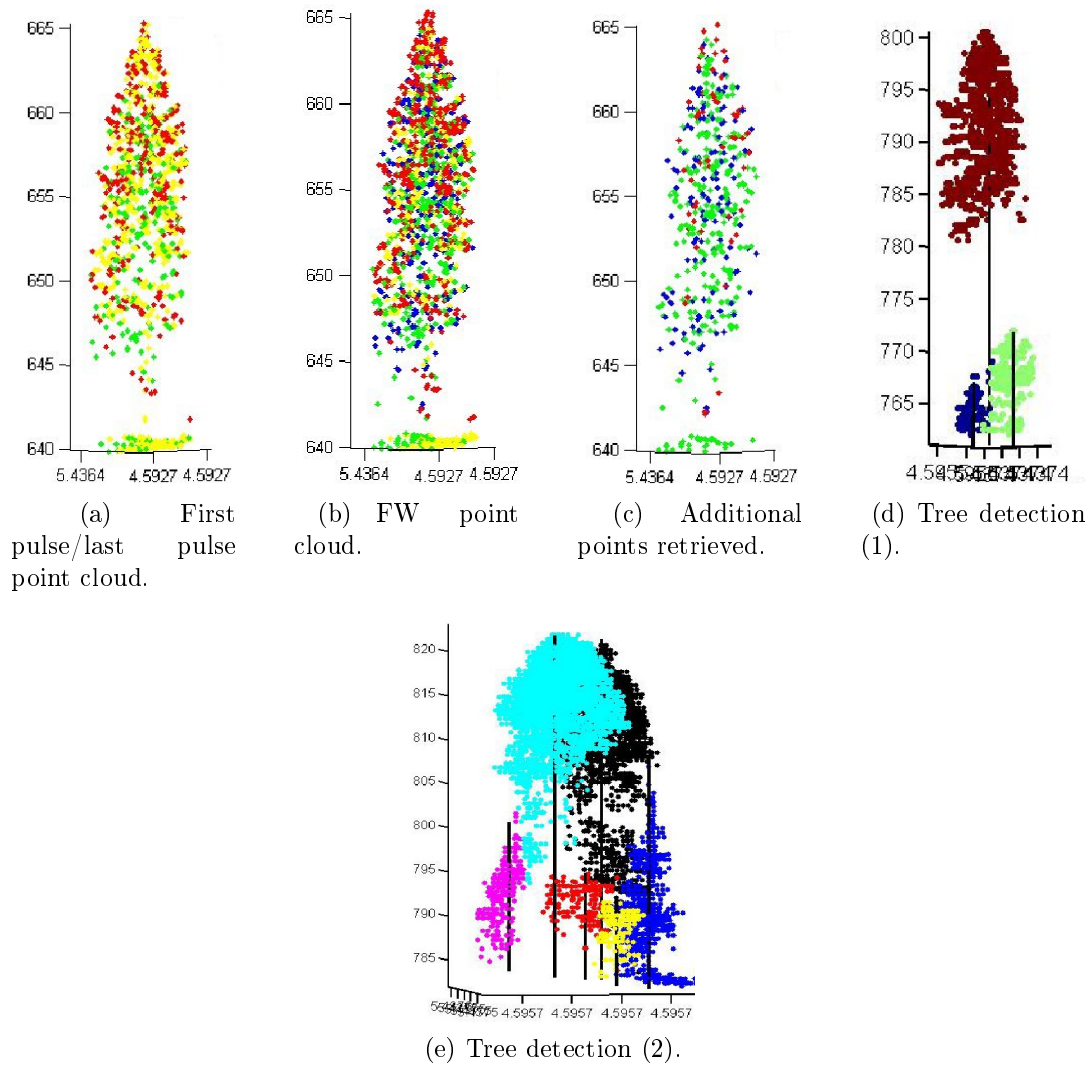 665
660
655
650
645
640
5.4364 4.5927 4.5927
(a) First
pulse/last pulse
point cloud.
665
660
655
650
645
640
5.4364 4.5927 4.5927
(b) FW point
cloud.
665
660
655
650
645
640
5.4364 4.5927 4.5927
(c) Additional
points retrieved.
800
795
790
785
780
775
770
765
(d) Tree detection
(1).
820
815
810
805
800
795
790
785
4.5957 4.5957 4.5957 4.5957
(e) Tree detection (2).